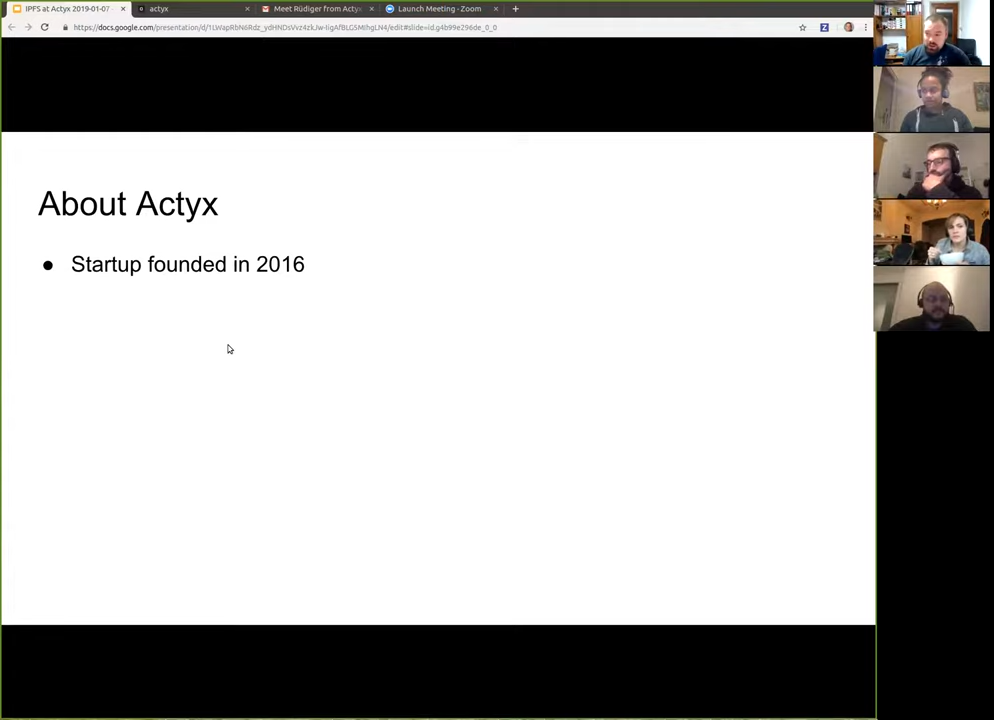 IPFS at Actyx 2019-01-07
actyx
Meet Rüdiger from Actyx
Launch Meeting - Zoom
About Actyx
● Startup founded in 2016